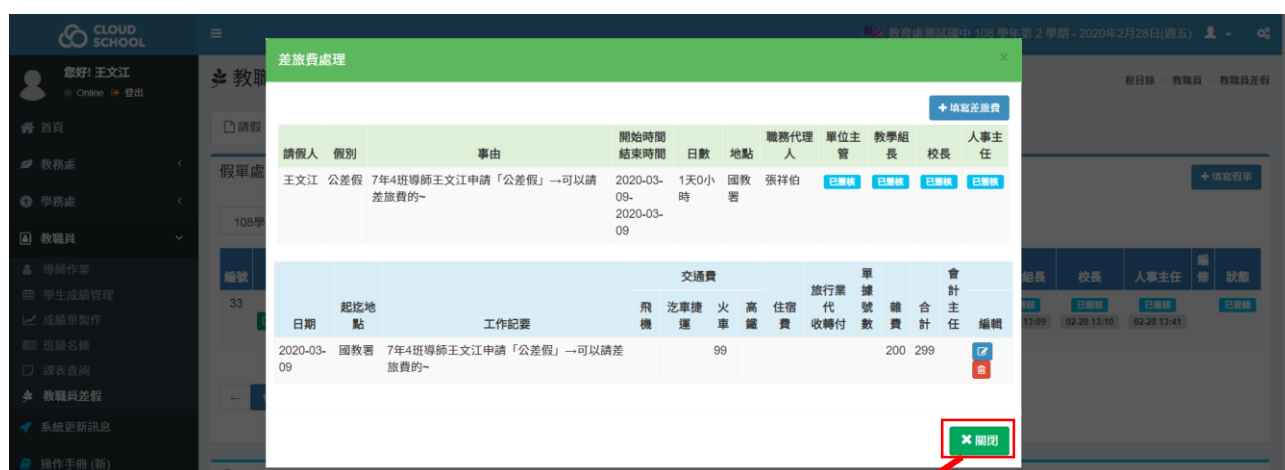 CLOUD
SCHOOL
教育處測試國中 108 學年第 2 學期 - 2020年2月28日(週五)
您好! 王文江
Online 登出
首頁
教務處
學務處
教職員
導師作業
學生成績管理
成績單製作
班級名條
課表查詢
教職員差假
系統更新訊息
操作手冊 (新)
教職
根目錄 > 教職員 > 教職員差假
請假
假單處
填寫假單
108學
編號
組長 校長 人事主任 編修 狀態
33
已簽核 已簽核 已登錄
13:09 02-28 13:10 02-28 13:41
差旅費處理 ×
填寫差旅費
請假人 假別 事由 開始時間 結束時間 日數 地點 職務代理人 單位主管 教學組長 校長 人事主任
王文江 公差假 7年4班導師王文江申請「公差假」→可以請 2020-03- 1天0小 國教 張祥伯 已簽核 已簽核 已簽核 已簽核
差旅費的~ 09- 時 署
2020-03-
09
交通費
日期 起迄地點 工作記要 飛機 汽車捷運 火車 高鐵 住宿費 旅行業代收轉付 單據號數 雜費 合計 會計主任 編輯
2020-03- 國教署 7年4班導師王文江申請「公差假」→可以請差 99 200 299
09 旅費的~
關閉